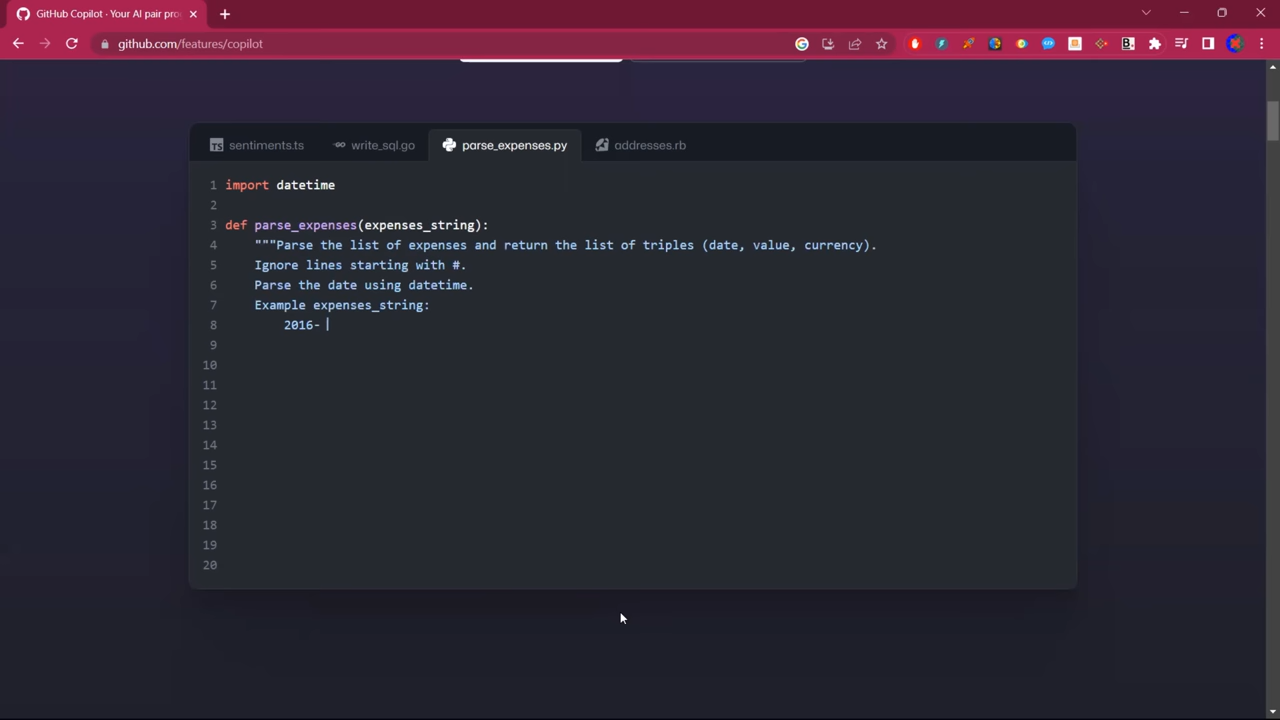 GitHub Copilot · Your AI pair pro
github.com/features/copilot
TS sentiments.ts write_sql.go parse_expenses.py addresses.rb
1 import datetime
2
3 def parse_expenses(expenses_string):
4 """Parse the list of expenses and return the list of triples (date, value, currency).
5 Ignore lines starting with #.
6 Parse the date using datetime.
7 Example expenses_string:
8 2016-
9
10
11
12
13
14
15
16
17
18
19
20